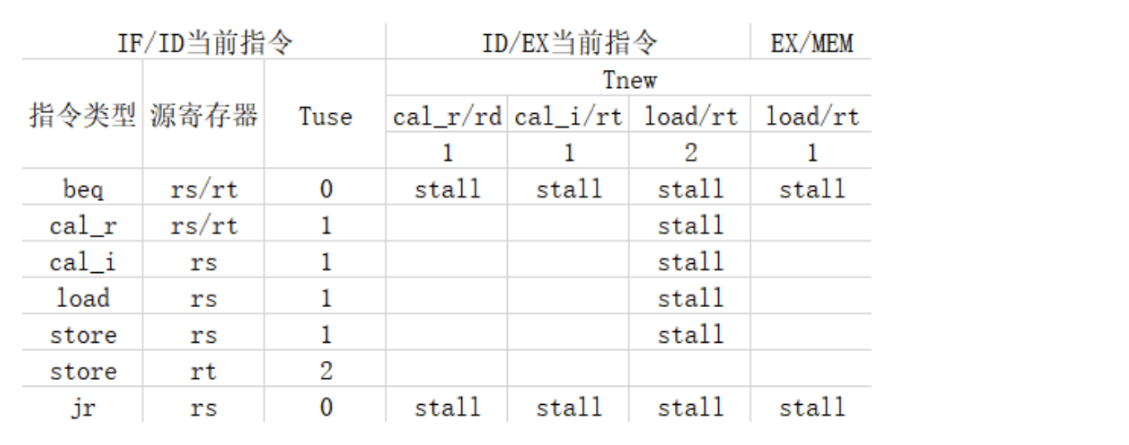 IF/ID当前指令 ID/EX当前指令 EX/MEM
Tnew
指令类型 源寄存器 Tuse cal_r/rd cal_i/rt load/rt load/rt
1 1 2 1
beq rs/rt 0 stall stall stall stall
cal_r rs/rt 1 stall
cal_i rs 1 stall
load rs 1 stall
store rs 1 stall
store rt 2
jr rs 0 stall stall stall stall